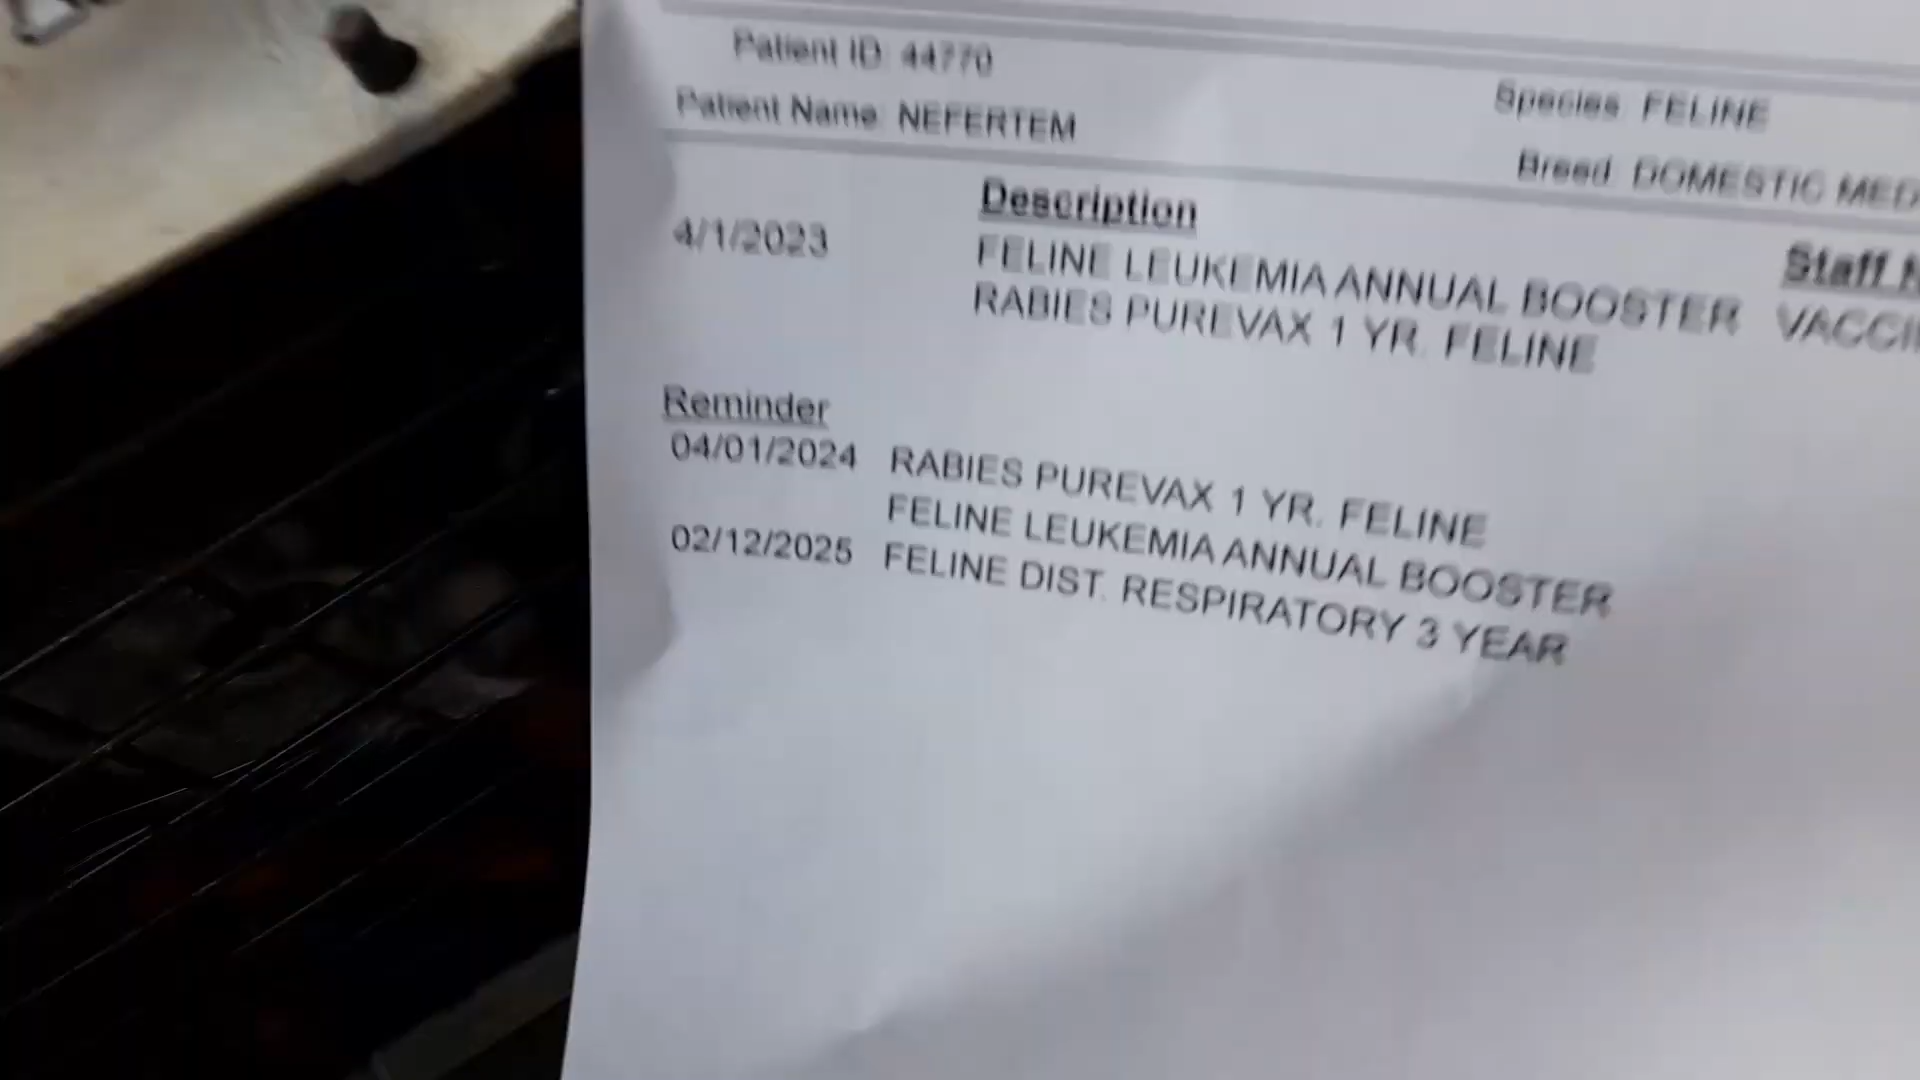 Patient ID: 44770
Species: FELINE
Patient Name: NEFERTEM
Breed: DOMESTIC MED
Description
Staff N
4/1/2023 FELINE LEUKEMIA ANNUAL BOOSTER VACCI
RABIES PUREVAX 1 YR. FELINE
Reminder
04/01/2024 RABIES PUREVAX 1 YR. FELINE
FELINE LEUKEMIA ANNUAL BOOSTER
02/12/2025 FELINE DIST. RESPIRATORY 3 YEAR